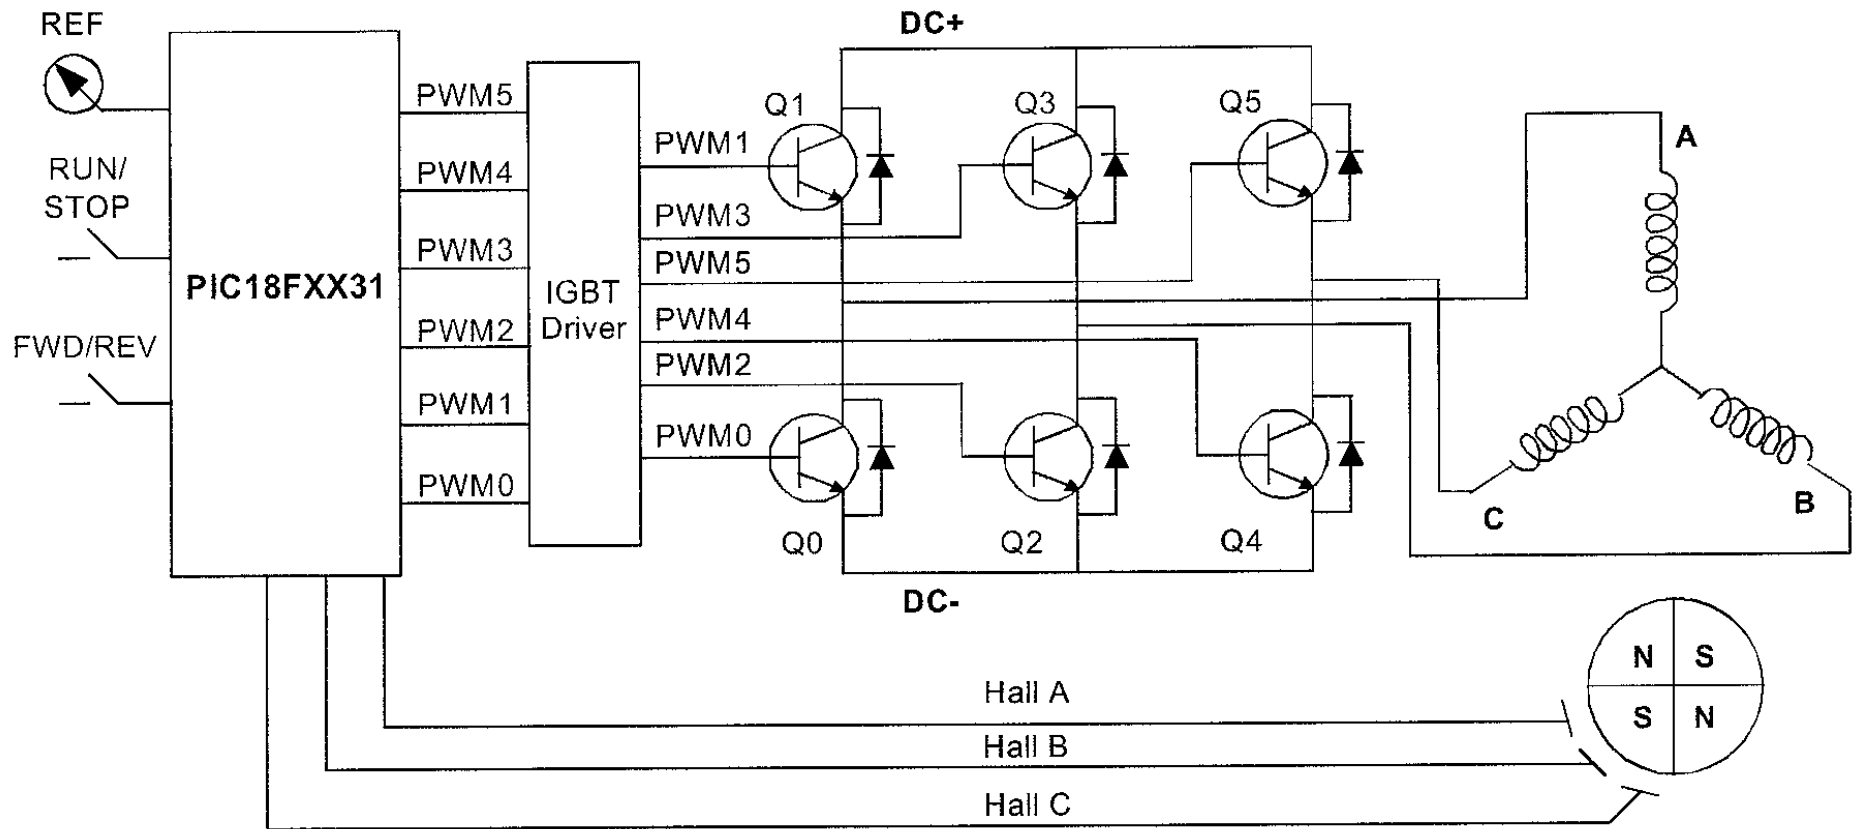 REF
DC+
PWM5
Q1
Q3
Q5
PWM1
A
RUN/
STOP
PWM4
PWM3
PWM3
PWM5
PIC18FXX31
IGBT
Driver
PWM4
FWD/REV
PWM2
PWM2
PWM1
PWM0
PWM0
C
B
Q0
Q2
Q4
DC-
N
S
S
N
Hall A
Hall B
Hall C